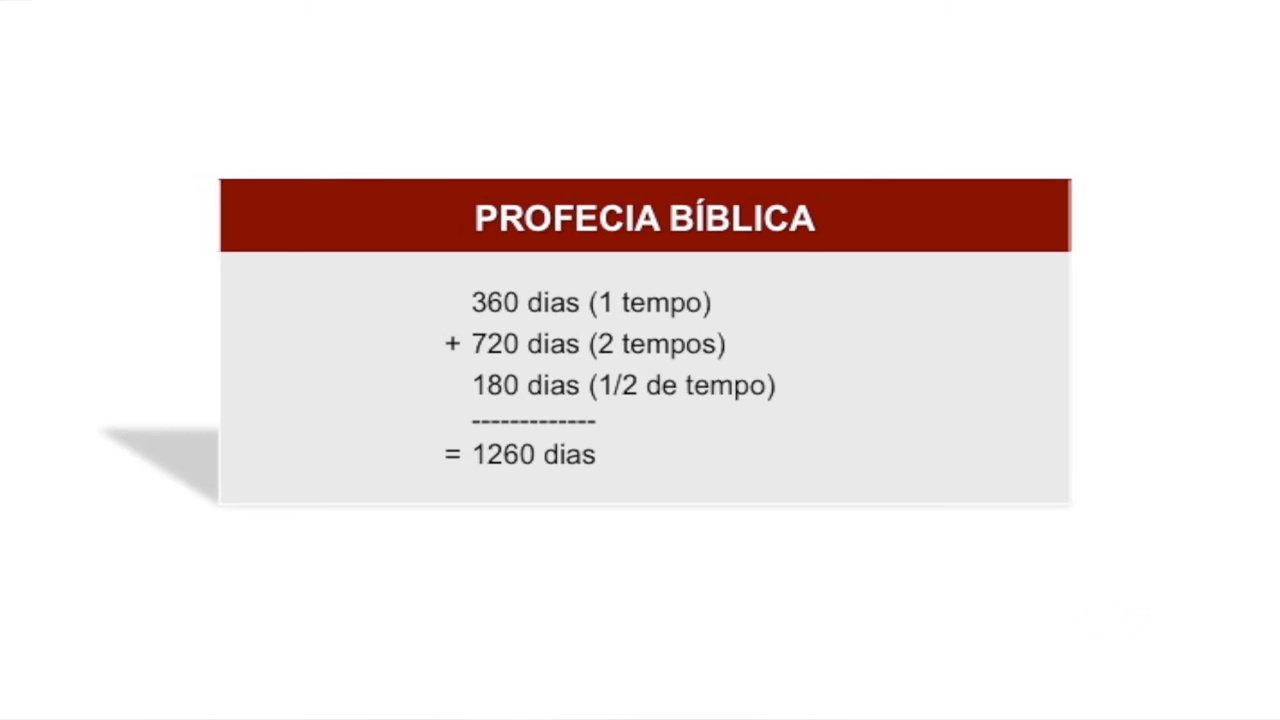 PROFECIA BÍBLICA
360 dias (1 tempo)
+ 720 dias (2 tempos)
180 dias (1/2 de tempo)
-------------
= 1260 dias